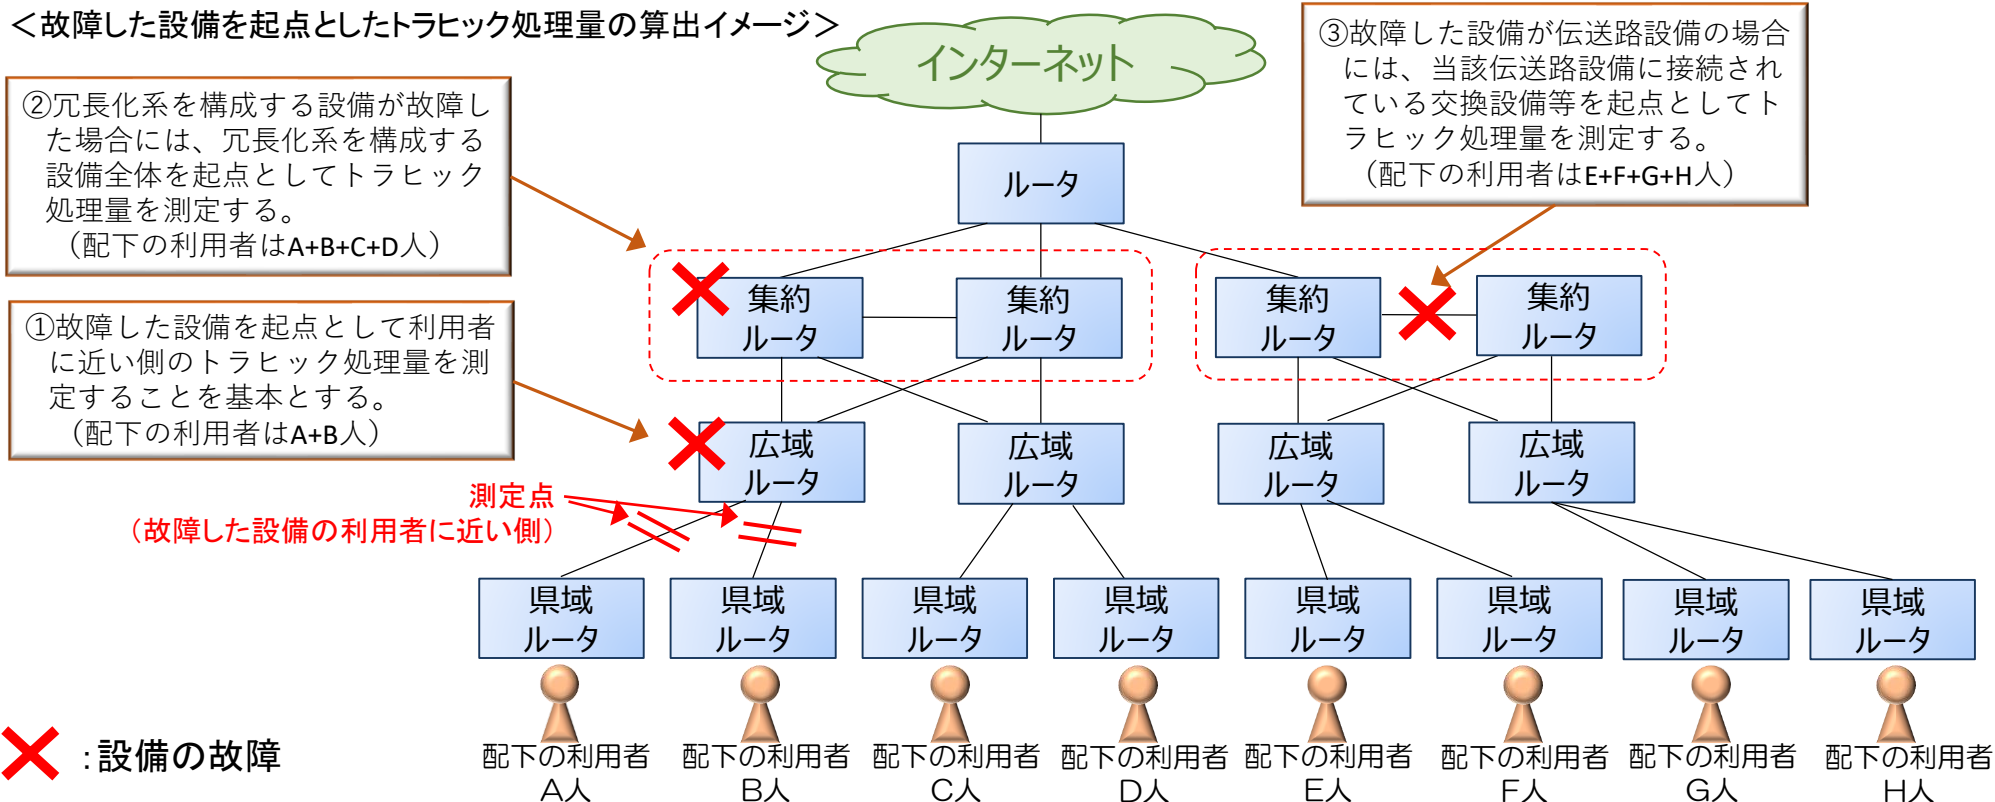 ＜故障した設備を起点としたトラヒック処理量の算出イメージ＞
インターネット
②冗長化系を構成する設備が故障し
た場合には、冗長化系を構成する
設備全体を起点としてトラヒック
処理量を測定する。
（配下の利用者はA+B+C+D人）
③故障した設備が伝送路設備の場合
には、当該伝送路設備に接続され
ている交換設備等を起点としてト
ラヒック処理量を測定する。
（配下の利用者はE+F+G+H人）
ルータ
①故障した設備を起点として利用者
に近い側のトラヒック処理量を測
定することを基本とする。
（配下の利用者はA+B人）
集約
ルータ
集約
ルータ
集約
ルータ
集約
ルータ
広域
ルータ
広域
ルータ
広域
ルータ
広域
ルータ
測定点
（故障した設備の利用者に近い側）
県域
ルータ
県域
ルータ
県域
ルータ
県域
ルータ
県域
ルータ
県域
ルータ
県域
ルータ
県域
ルータ
：設備の故障
配下の利用者
A人
配下の利用者
B人
配下の利用者
C人
配下の利用者
D人
配下の利用者
E人
配下の利用者
F人
配下の利用者
G人
配下の利用者
H人